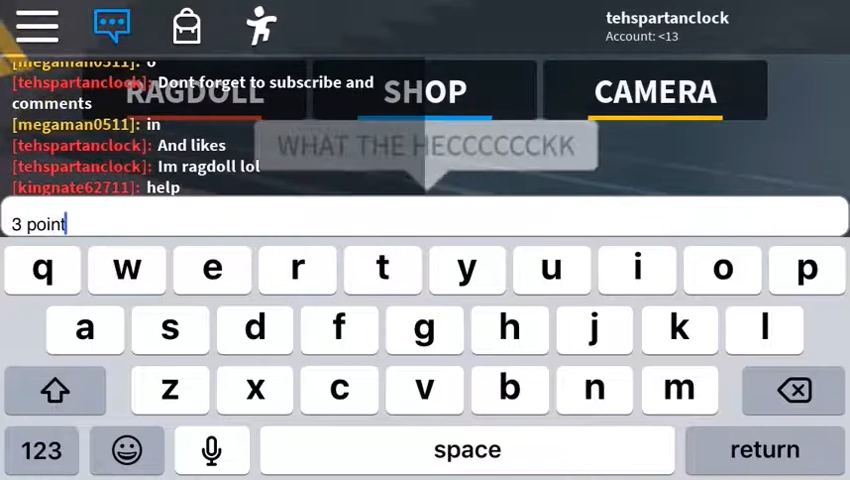 tehspartanclock
Account: <13
[megaman0511]: o
[tehspartanclock]: Dont forget to subscribe and
comments
RAGDOLL
SHOP
CAMERA
[megaman0511]: in
[tehspartanclock]: And likes
WHAT THE HECCCCCCKK
[tehspartanclock]: Im ragdoll lol
[kingnate62711]: help
3 point
q w e r t y u i o p
a s d f g h j k l
z x c v b n m
123 space return